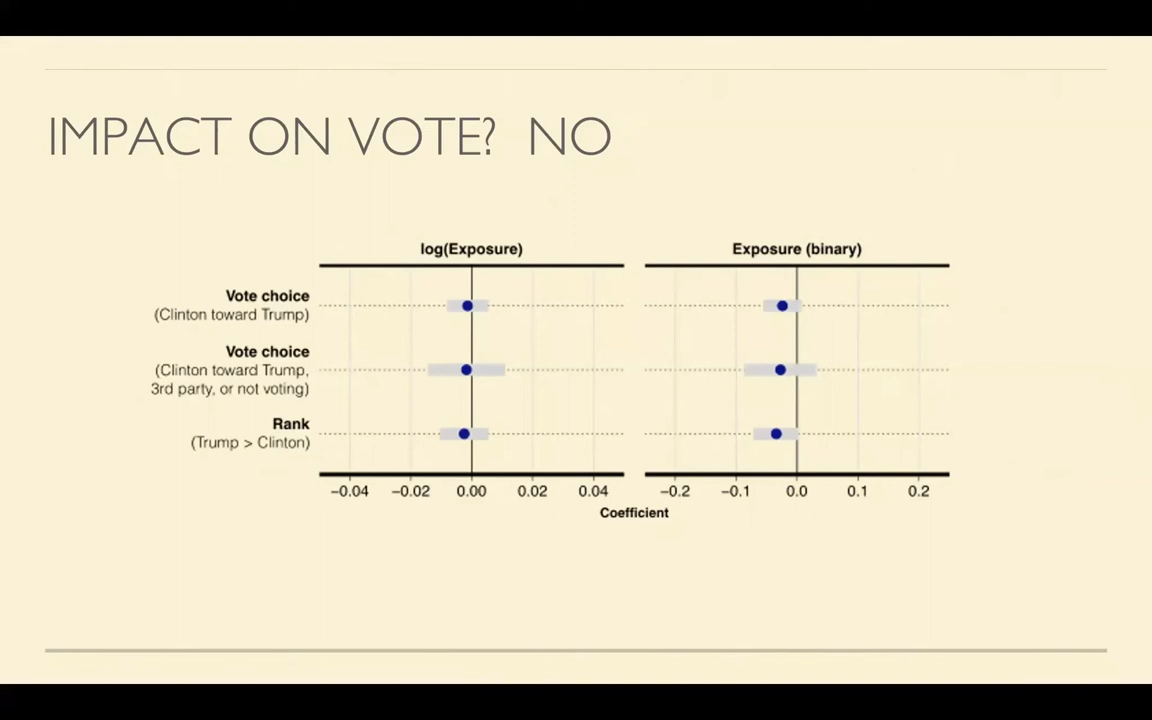 IMPACT ON VOTE? NO
log(Exposure)
Exposure (binary)
Vote choice
(Clinton toward Trump)
Vote choice
(Clinton toward Trump,
3rd party, or not voting)
Rank
(Trump > Clinton)
−0.04 −0.02 0.00 0.02 0.04
−0.2 −0.1 0.0 0.1 0.2
Coefficient